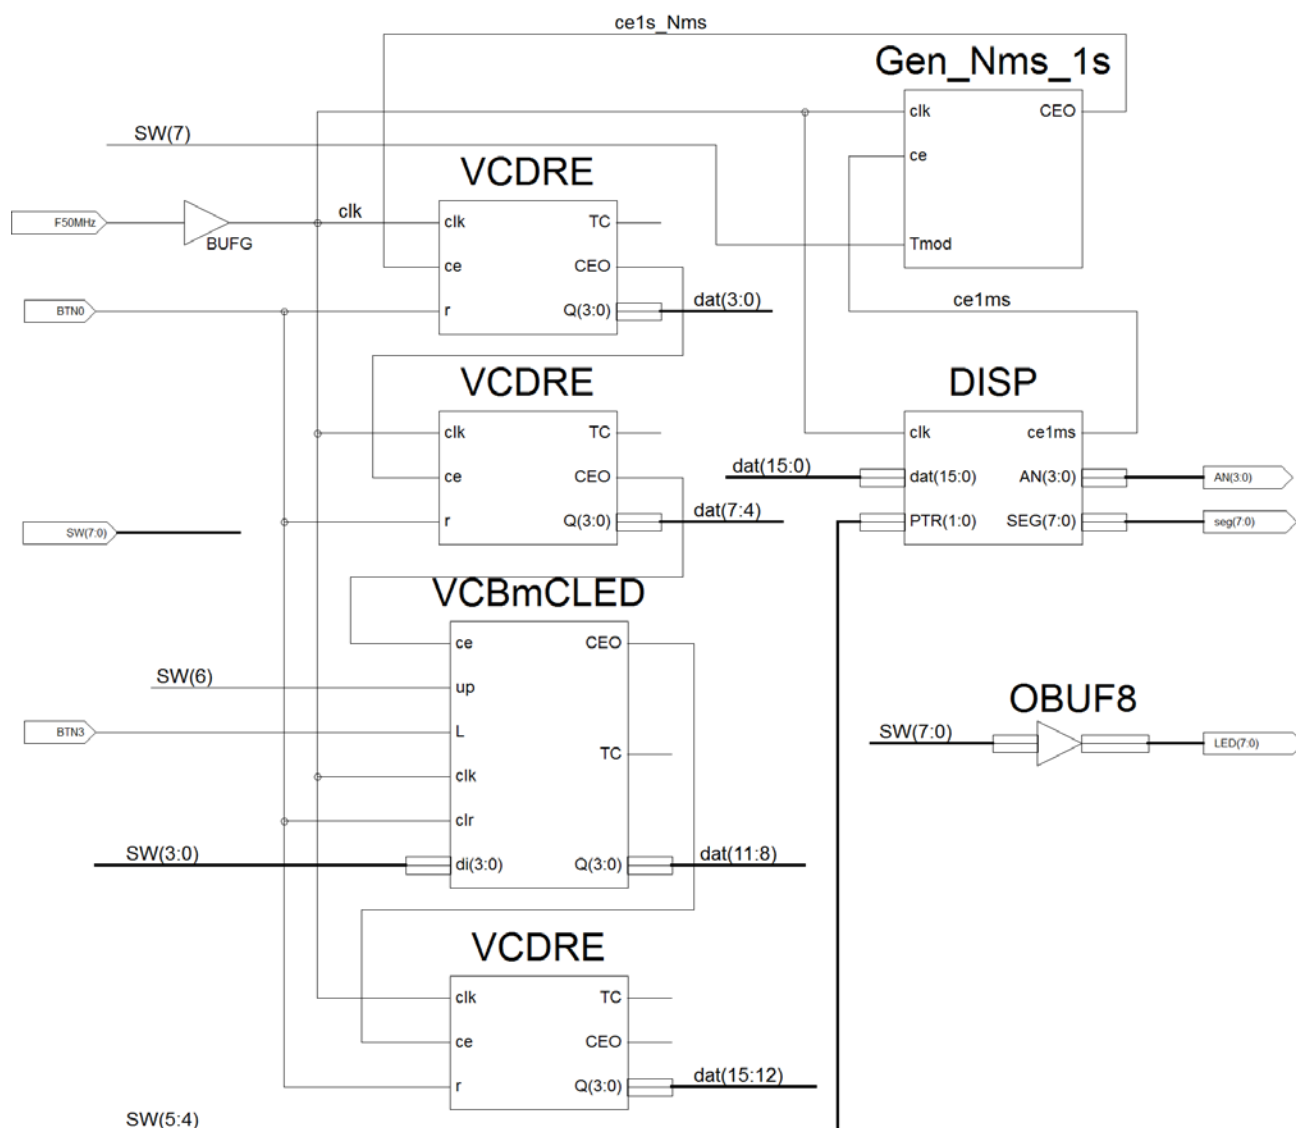 ce1s_Nms
Gen_Nms_1s
clk CEO
SW(7)
ce
VCDRE
F50MHz
BUFG
clk
clk TC
Tmod
ce CEO
BTN0
r Q(3:0)
dat(3:0)
ce1ms
VCDRE
DISP
clk TC
clk ce1ms
dat(15:0)
ce CEO
dat(15:0) AN(3:0)
AN(3:0)
SW(7:0)
r Q(3:0)
dat(7:4)
PTR(1:0) SEG(7:0)
seg(7:0)
VCBmCLED
ce CEO
SW(6)
up
OBUF8
BTN3
L
TC
SW(7:0)
LED(7:0)
clk
clr
SW(3:0)
di(3:0) Q(3:0)
dat(11:8)
VCDRE
clk TC
ce CEO
r Q(3:0)
dat(15:12)
SW(5:4)